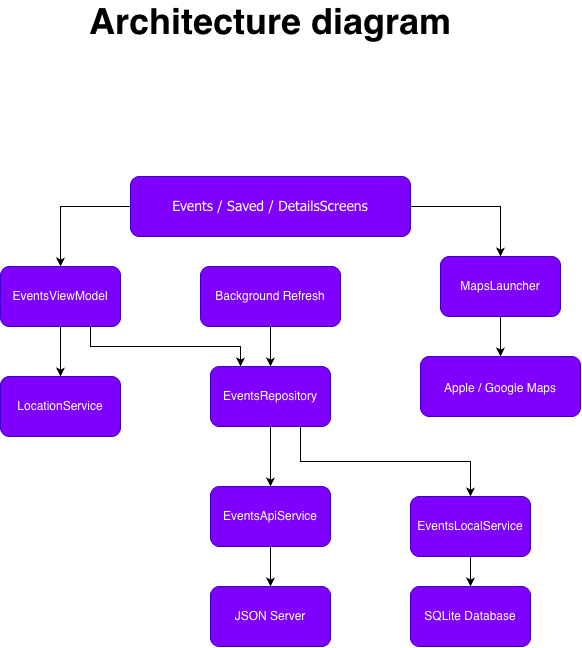 Architecture diagram
Events / Saved / DetailsScreens
EventsViewModel
Background Refresh
MapsLauncher
LocationService
EventsRepository
Apple / Google Maps
EventsApiService
EventsLocalService
JSON Server
SQLite Database